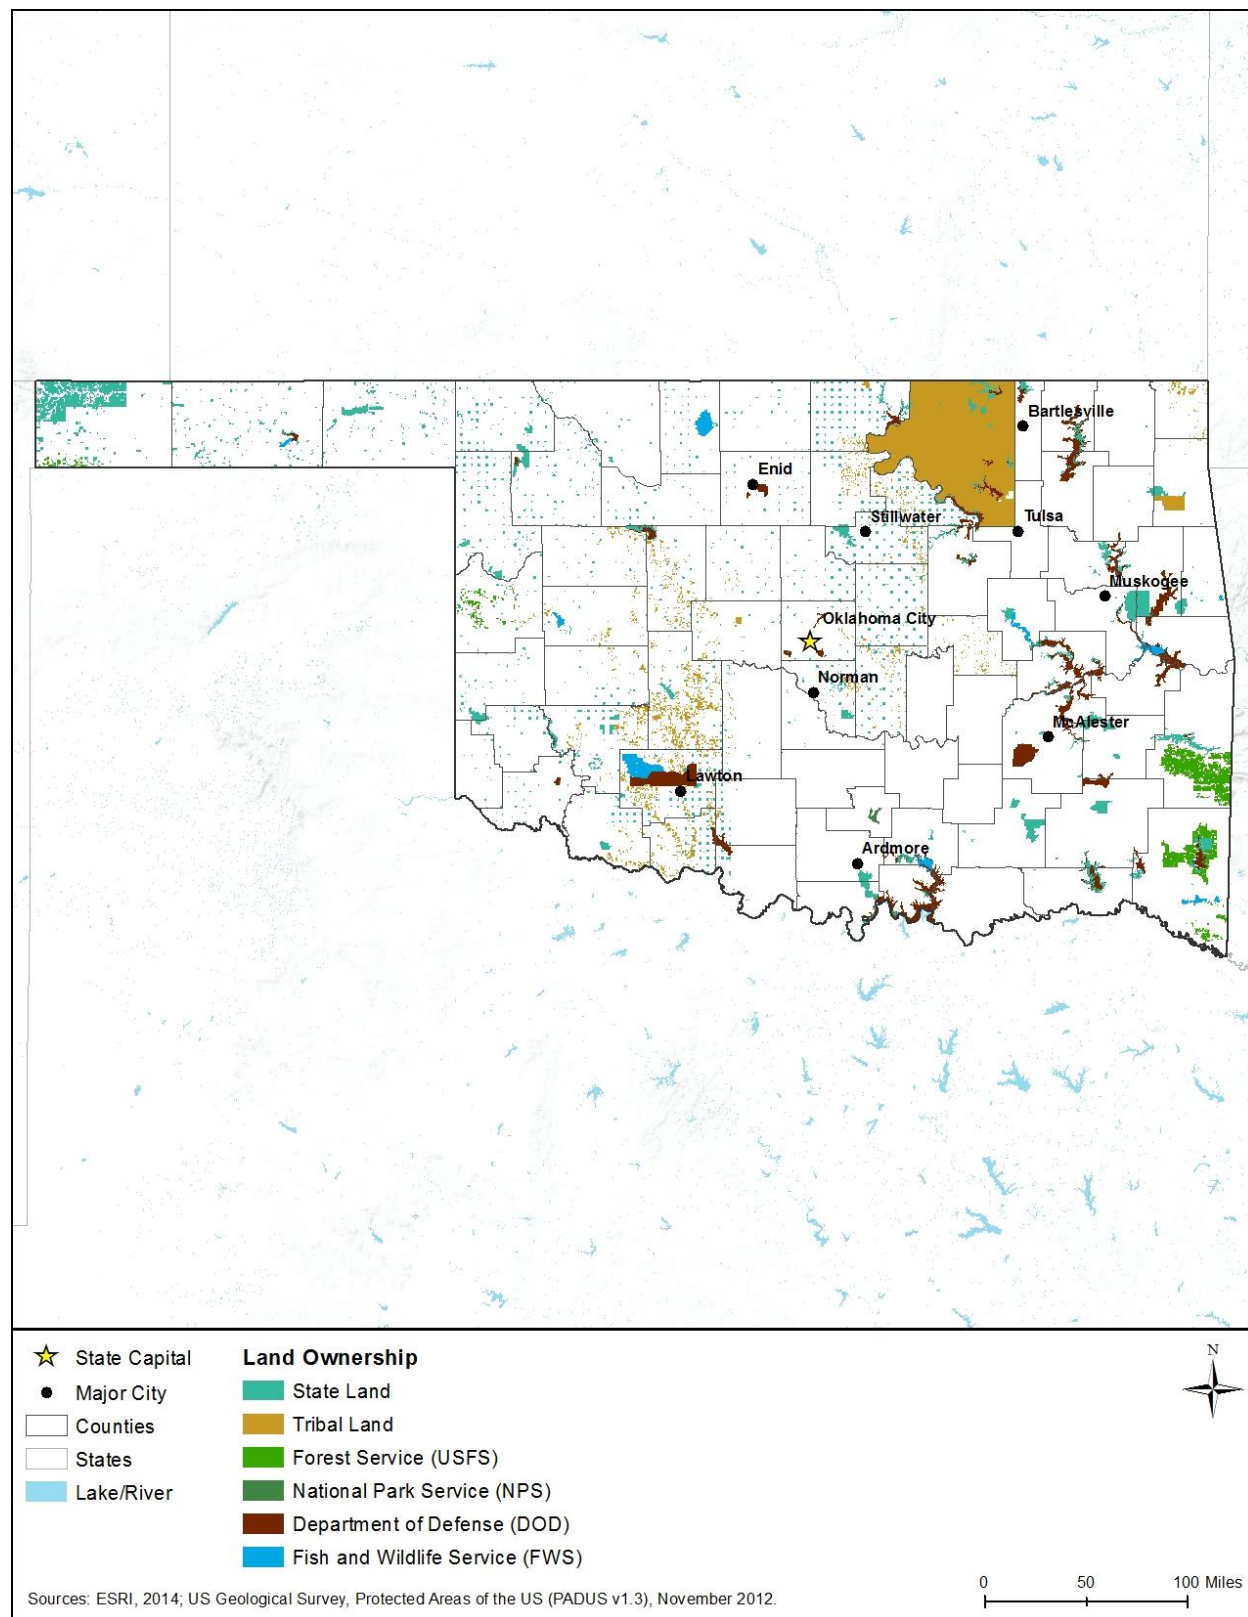 Bartlesville
Enid
Stillwater
Tulsa
Muskogee
Oklahoma City
Norman
McAlester
Lawton
Ardmore
State Capital
Major City
Counties
States
Lake/River
Land Ownership
State Land
Tribal Land
Forest Service (USFS)
National Park Service (NPS)
Department of Defense (DOD)
Fish and Wildlife Service (FWS)
N
0 50 100 Miles
Sources: ESRI, 2014; US Geological Survey, Protected Areas of the US (PADUS v1.3), November 2012.